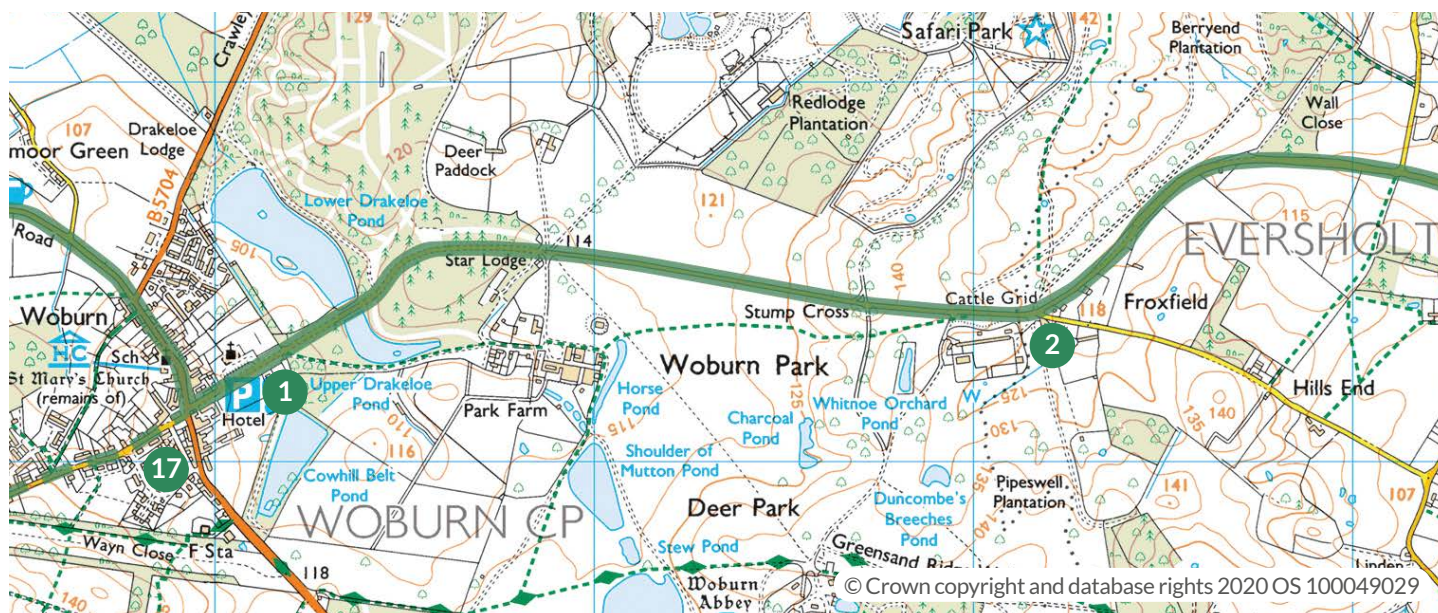 129
Crawley
107
Drakeloe
Lodge
moor Green
B5704
120
Deer
Paddock
Lower Drakeloe
Pond
105
Road
Safari Park
42
Berryend
Plantation
Redlodge
Plantation
Wall
Close
121
114
Star Lodge
140
115
EVERSHOLT
Stump Cross
Cattle Grid
118
Froxfield
2
Woburn
HC
Sch
St Mary's Church
(remains of)
P
1
Hotel
Upper Drakeloe
Pond
Park Farm
110
116
Horse
Pond
115
Woburn Park
125
Charcoal
Pond
Whitnoe Orchard
Pond
W
125
130
Hills End
140
135
17
Cowhill Belt
Pond
Shoulder of
Mutton Pond
Deer Park
Duncombe's
Breeches
Pond
135
140
Pipeswell
Plantation
141
107
WOBURN CP
Wayn Close
F Sta
118
140
Stew Pond
Woburn
Abbey
Greensand Ridge
Linden
© Crown copyright and database rights 2020 OS 100049029